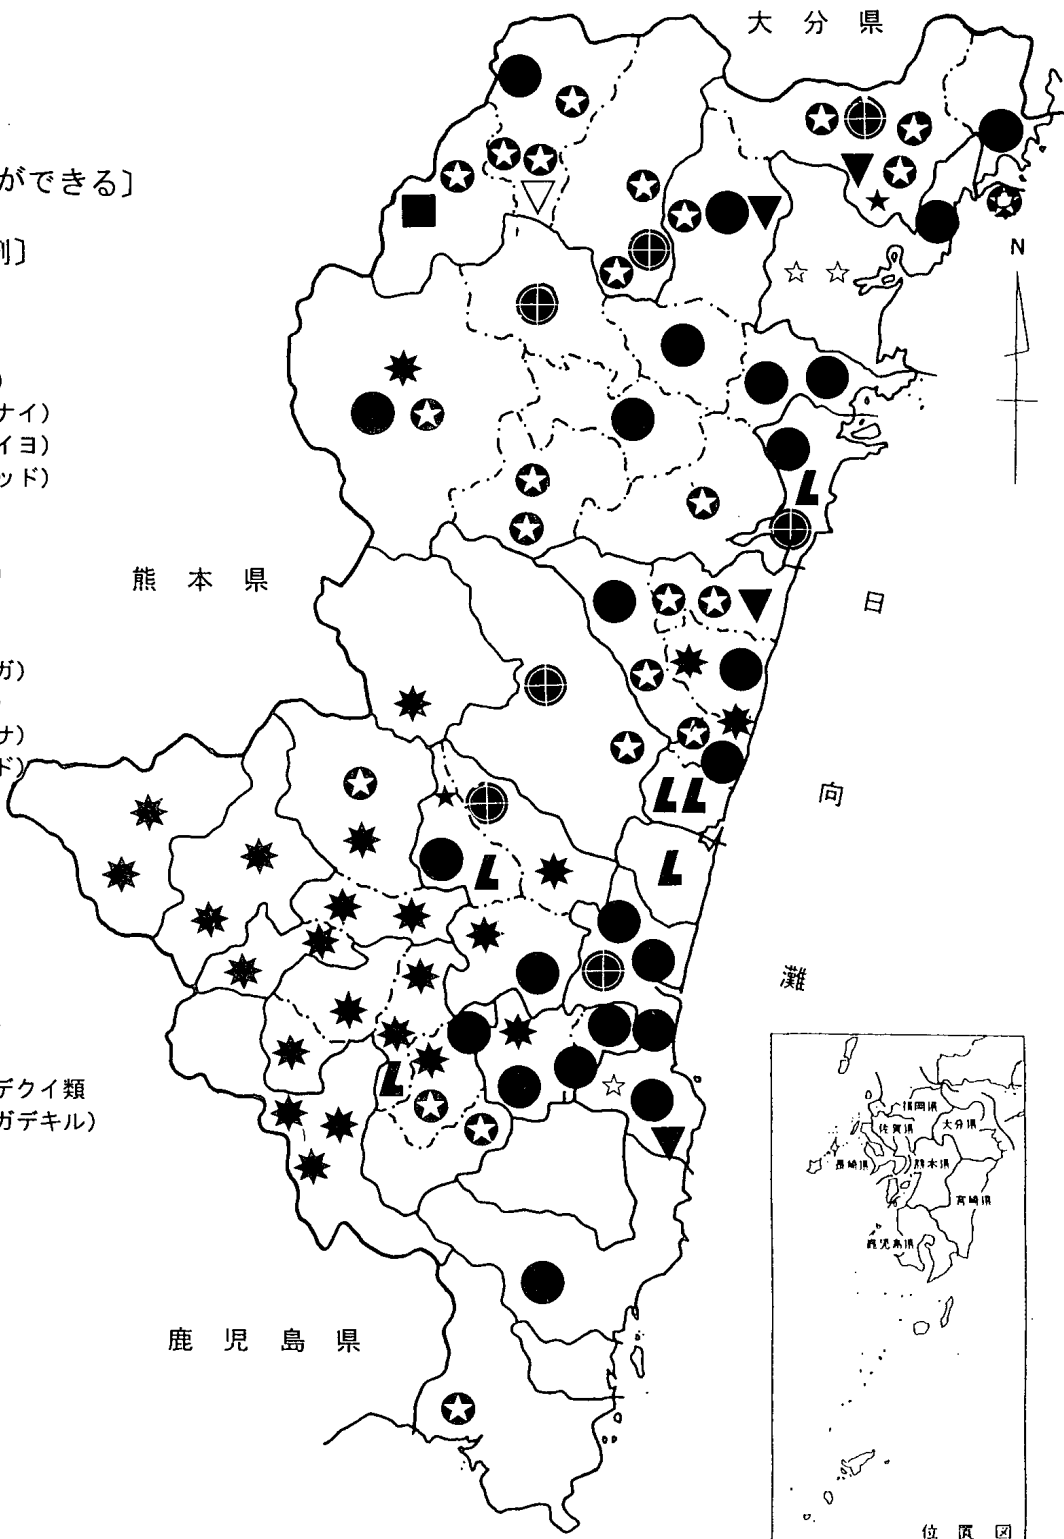 大分県
ができる〕
〕
N
)
ナイ)
イヨ)
ッド)
熊本県
日
ガ)
ナ)
ド)
向
灘
デクイ類
ガデキル)
福岡県
佐賀県
大分県
長崎県
熊本県
宮崎県
鹿児島県
鹿児島県
位置図